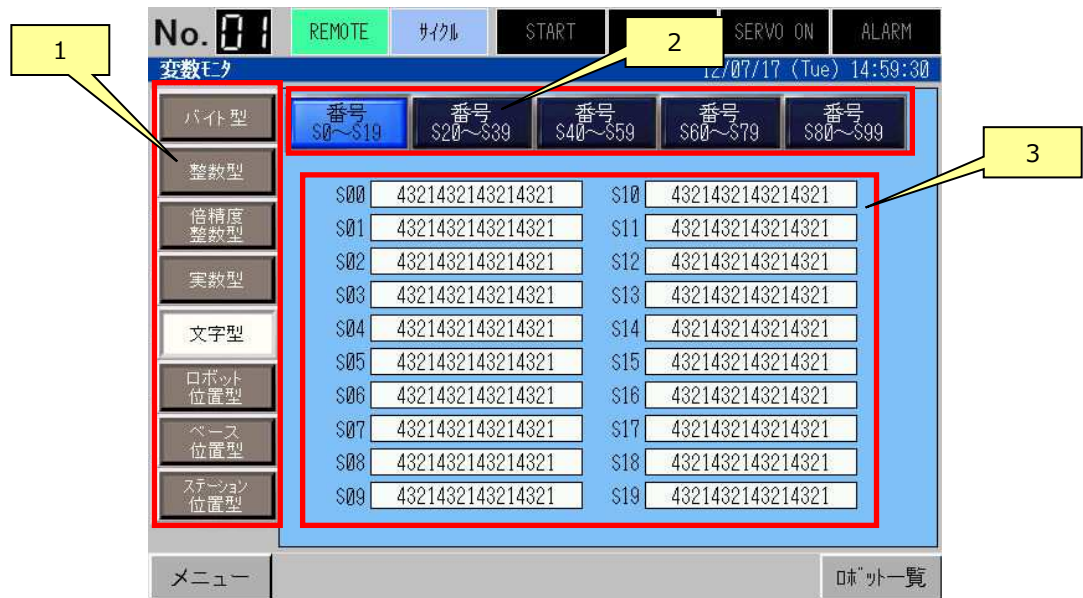 No. 01 REMOTE ｻｲｸﾙ START SERVO ON ALARM
変数ﾓﾆﾀ 12/07/17 (Tue) 14:59:30
1
2
3
バイト型
整数型
倍精度
整数型
実数型
文字型
ロボット
位置型
ベース
位置型
ステーション
位置型
番号
S0～S19
番号
S20～S39
番号
S40～S59
番号
S60～S79
番号
S80～S99
S00 4321432143214321 S10 4321432143214321
S01 4321432143214321 S11 4321432143214321
S02 4321432143214321 S12 4321432143214321
S03 4321432143214321 S13 4321432143214321
S04 4321432143214321 S14 4321432143214321
S05 4321432143214321 S15 4321432143214321
S06 4321432143214321 S16 4321432143214321
S07 4321432143214321 S17 4321432143214321
S08 4321432143214321 S18 4321432143214321
S09 4321432143214321 S19 4321432143214321
メニュー ﾛﾎﾞｯﾄ一覧